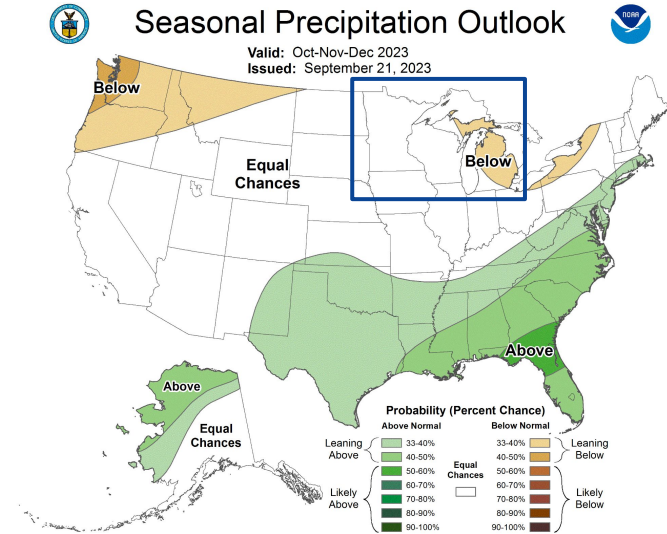 Seasonal Precipitation Outlook
NOAA
Valid: Oct-Nov-Dec 2023
Issued: September 21, 2023
Below
Equal
Chances
Below
Above
Above
Equal
Chances
Probability (Percent Chance)
Above Normal
Below Normal
Leaning
Above
33-40%
40-50%
Likely
Above
50-60%
60-70%
70-80%
80-90%
90-100%
Equal
Chances
33-40%
40-50%
Leaning
Below
50-60%
60-70%
70-80%
80-90%
90-100%
Likely
Below